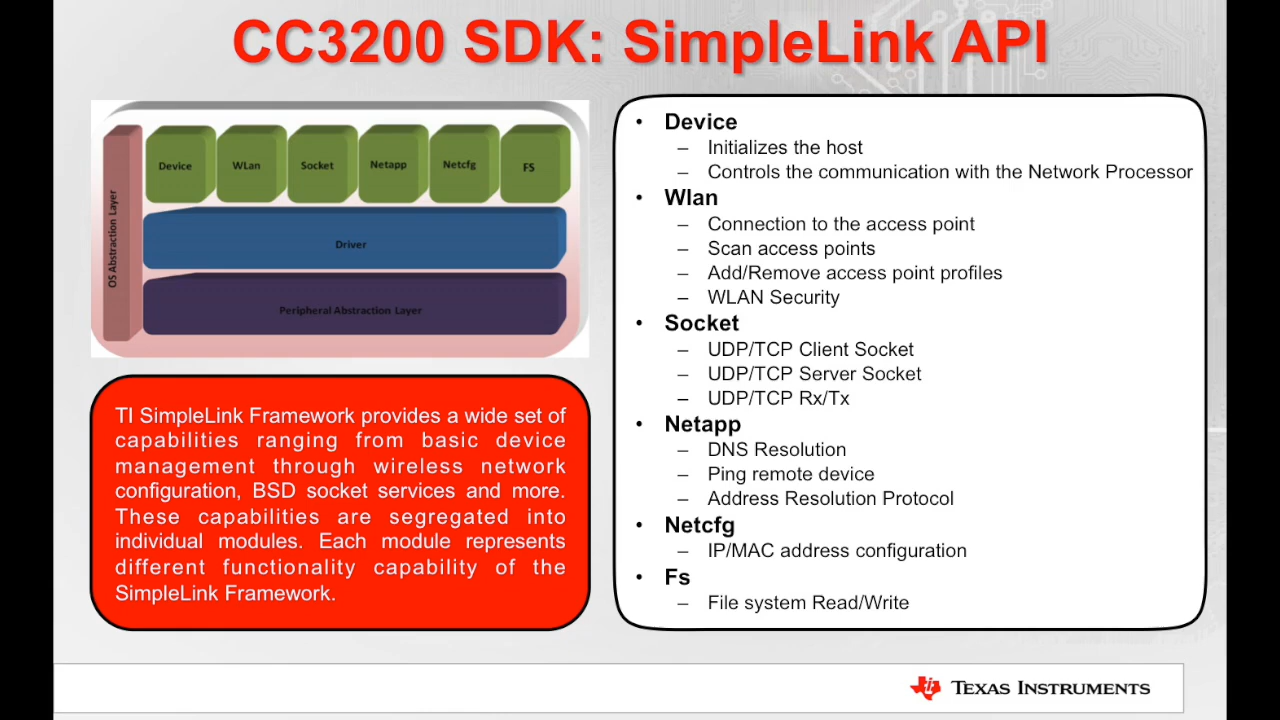 CC3200 SDK: SimpleLink API
OS Abstraction Layer
Device
WLan
Socket
Netapp
Netcfg
FS
Driver
Peripheral Abstraction Layer
TI SimpleLink Framework provides a wide set of
capabilities ranging from basic device
management through wireless network
configuration, BSD socket services and more.
These capabilities are segregated into
individual modules. Each module represents
different functionality capability of the
SimpleLink Framework.
• Device
– Initializes the host
– Controls the communication with the Network Processor
• Wlan
– Connection to the access point
– Scan access points
– Add/Remove access point profiles
– WLAN Security
• Socket
– UDP/TCP Client Socket
– UDP/TCP Server Socket
– UDP/TCP Rx/Tx
• Netapp
– DNS Resolution
– Ping remote device
– Address Resolution Protocol
• Netcfg
– IP/MAC address configuration
• Fs
– File system Read/Write
TEXAS INSTRUMENTS